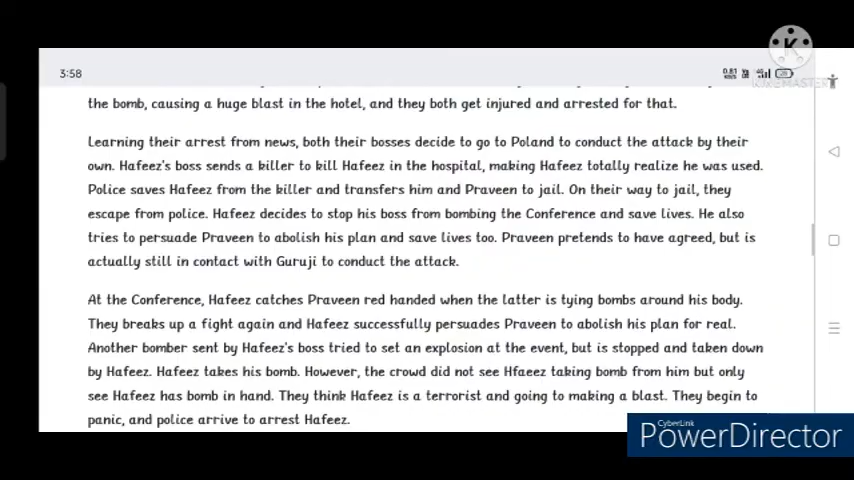 3:58
0.81
KINEMASTER
the bomb, causing a huge blast in the hotel, and they both get injured and arrested for that.
Learning their arrest from news, both their bosses decide to go to Poland to conduct the attack by their
own. Hafeez's boss sends a killer to kill Hafeez in the hospital, making Hafeez totally realize he was used.
Police saves Hafeez from the killer and transfers him and Praveen to jail. On their way to jail, they
escape from police. Hafeez decides to stop his boss from bombing the Conference and save lives. He also
tries to persuade Praveen to abolish his plan and save lives too. Praveen pretends to have agreed, but is
actually still in contact with Guruji to conduct the attack.
At the Conference, Hafeez catches Praveen red handed when the latter is tying bombs around his body.
They breaks up a fight again and Hafeez successfully persuades Praveen to abolish his plan for real.
Another bomber sent by Hafeez's boss tried to set an explosion at the event, but is stopped and taken down
by Hafeez. Hafeez takes his bomb. However, the crowd did not see Hfaeez taking bomb from him but only
see Hafeez has bomb in hand. They think Hafeez is a terrorist and going to making a blast. They begin to
panic, and police arrive to arrest Hafeez.
CyberLink
PowerDirector